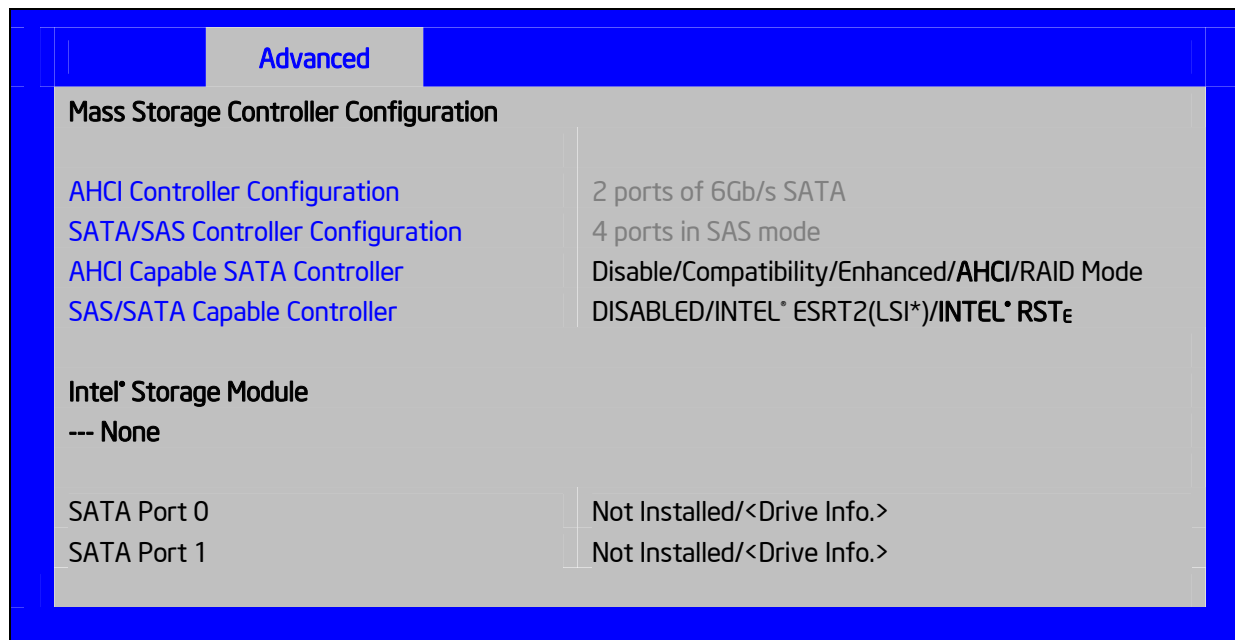 Advanced
Mass Storage Controller Configuration
AHCI Controller Configuration 2 ports of 6Gb/s SATA
SATA/SAS Controller Configuration 4 ports in SAS mode
AHCI Capable SATA Controller Disable/Compatibility/Enhanced/AHCI/RAID Mode
SAS/SATA Capable Controller DISABLED/INTEL® ESRT2(LSI*)/INTEL® RSTE
Intel® Storage Module
--- None
SATA Port 0 Not Installed/<Drive Info.>
SATA Port 1 Not Installed/<Drive Info.>